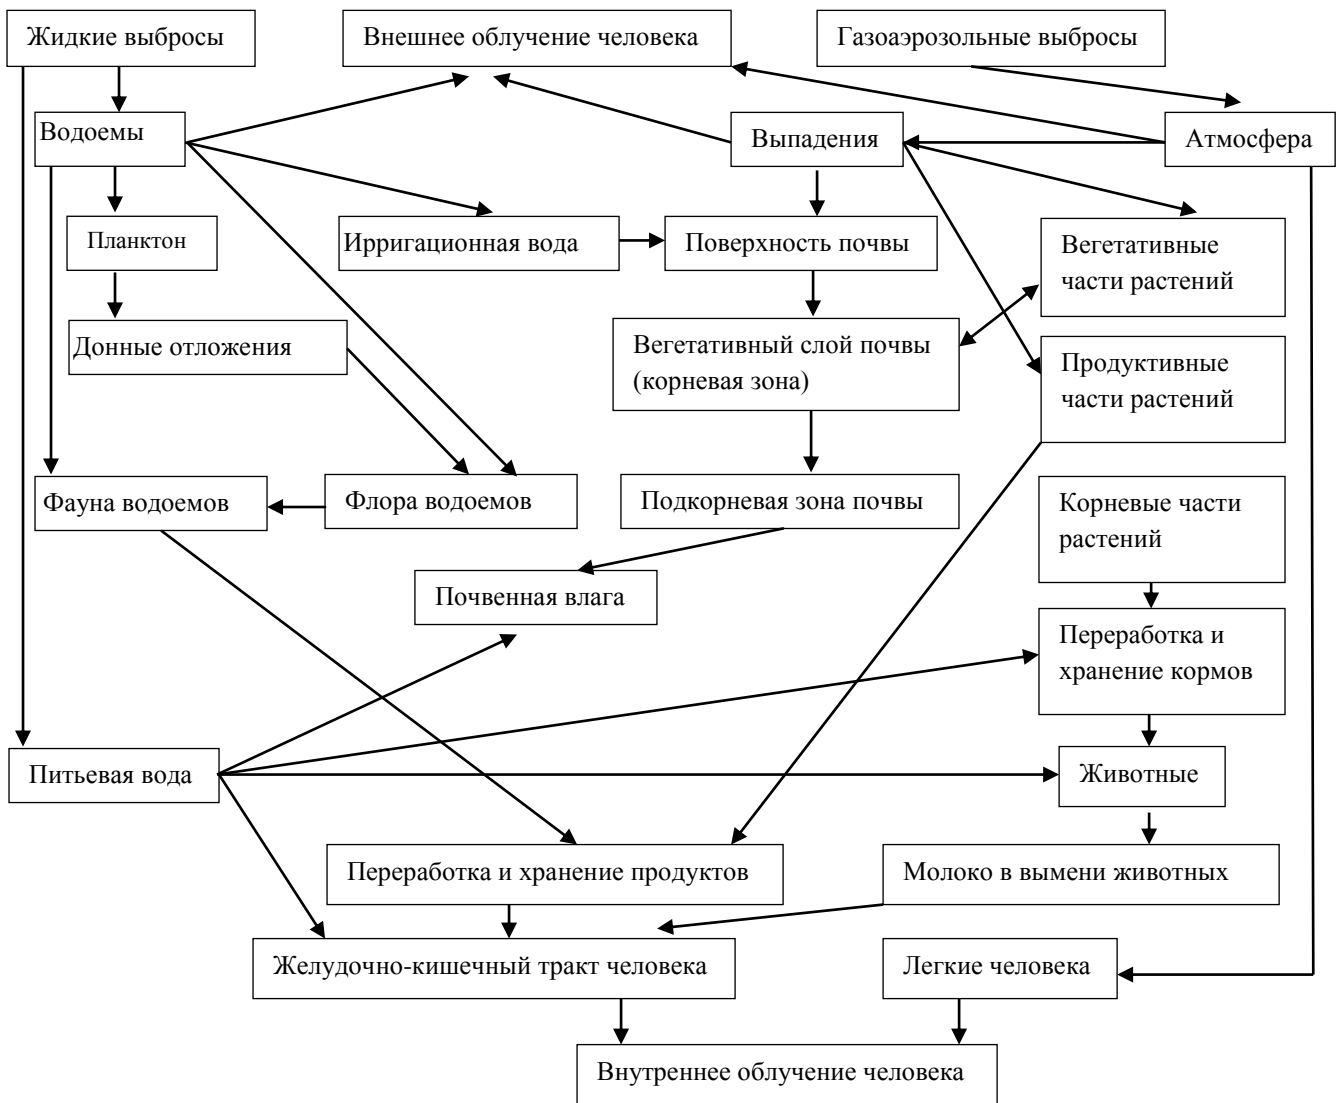 Жидкие выбросы
Внешнее облучение человека
Газоаэрозольные выбросы
Водоемы
Выпадения
Атмосфера
Планктон
Ирригационная вода
Поверхность почвы
Вегетативные
части растений
Донные отложения
Вегетативный слой почвы
(корневая зона)
Продуктивные
части растений
Фауна водоемов
Флора водоемов
Подкорневая зона почвы
Корневые части
растений
Почвенная влага
Переработка и
хранение кормов
Питьевая вода
Животные
Переработка и хранение продуктов
Молоко в вымени животных
Желудочно-кишечный тракт человека
Легкие человека
Внутреннее облучение человека